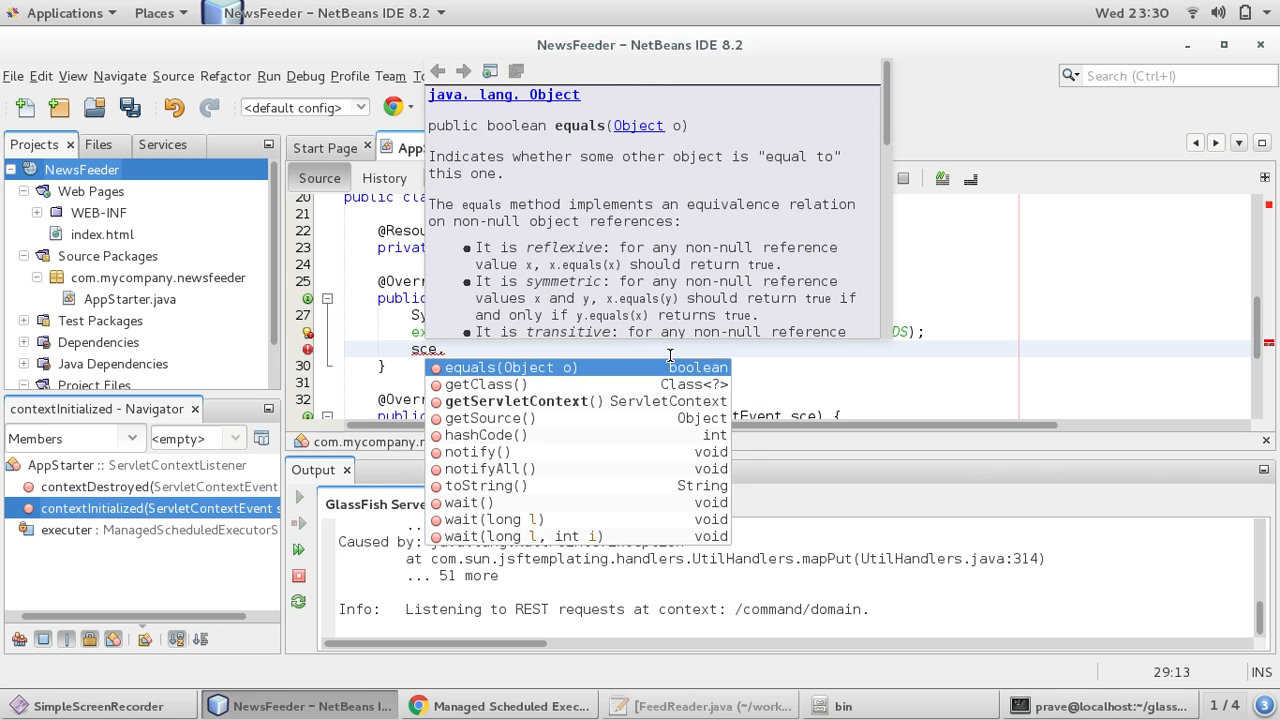 Applications Places NewsFeeder – NetBeans IDE 8.2 Wed 23:30
NewsFeeder – NetBeans IDE 8.2
File Edit View Navigate Source Refactor Run Debug Profile Team
Search (Ctrl+I)
<default config>
Projects Files Services
NewsFeeder
Web Pages
WEB-INF
index.html
Source Packages
com.mycompany.newsfeeder
AppStarter.java
Test Packages
Dependencies
Java Dependencies
Project Files
contextInitialized - Navigator
Members <empty>
AppStarter :: ServletContextListener
contextDestroyed(ServletContextEvent
contextInitialized(ServletContextEvent s
executer : ManagedScheduledExecutorS
Start Page
Source History
20 public cla
22 @Reso
23 privat
25 @Over
public
27 Sy
ex DS);
sce.
30 }
32 @Over
publi tEvent sce) {
java. lang. Object
public boolean equals(Object o)
Indicates whether some other object is "equal to"
this one.
The equals method implements an equivalence relation
on non-null object references:
It is reflexive: for any non-null reference
value x, x.equals(x) should return true.
It is symmetric: for any non-null reference
values x and y, x.equals(y) should return true if
and only if y.equals(x) returns true.
It is transitive: for any non-null reference
equals(Object o) boolean
getClass() Class<?>
getServletContext() ServletContext
getSource() Object
hashCode() int
notify() void
notifyAll() void
toString() String
wait() void
wait(long l) void
wait(long l, int i) void
com.mycompany.n
Output
GlassFish Serve
...
Caused by:
at com.sun.jsftemplating.handlers.UtilHandlers.mapPut(UtilHandlers.java:314)
... 51 more
Info: Listening to REST requests at context: /command/domain.
29:13 INS
SimpleScreenRecorder NewsFeeder – NetBeans I... Managed Scheduled Exec... [FeedReader.java (~/work... bin prave@:~/glass... 1 / 4 3